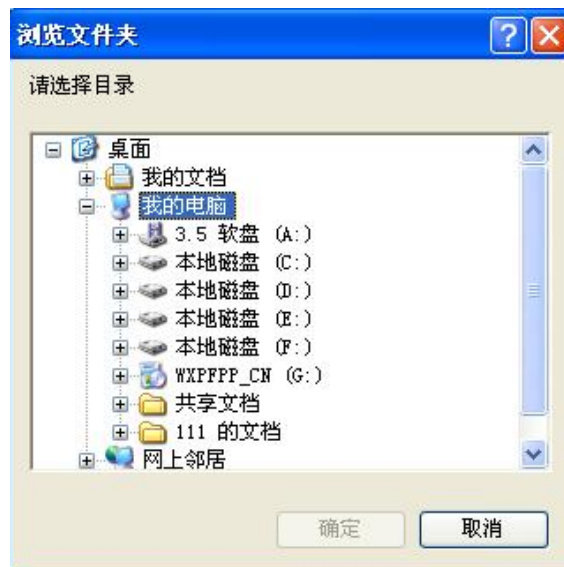 浏览文件夹
请选择目录
桌面
我的文档
我的电脑
3.5 软盘 (A:)
本地磁盘 (C:)
本地磁盘 (D:)
本地磁盘 (E:)
本地磁盘 (F:)
WXPFPP_CN (G:)
共享文档
111 的文档
网上邻居
确定
取消